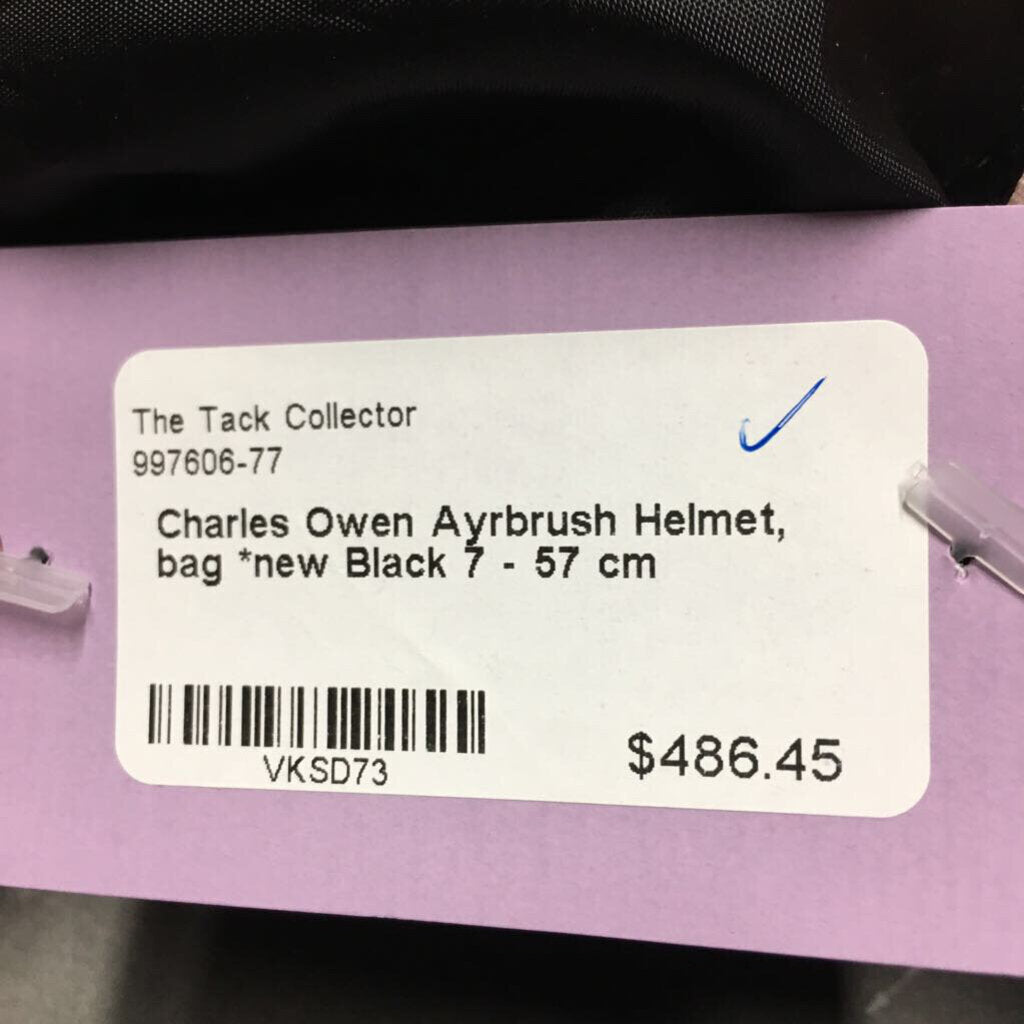 The Tack Collector
997606-77
Charles Owen Ayrbrush Helmet,
bag *new Black 7 - 57 cm
VKSD73
$486.45